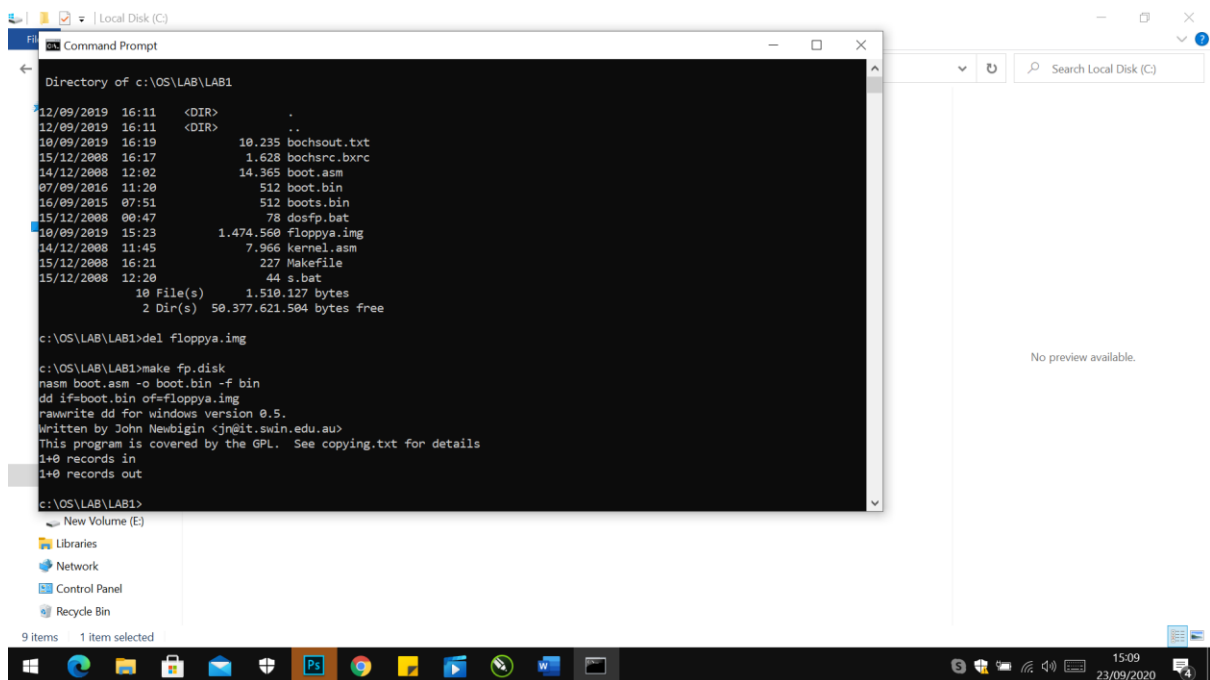 Local Disk (C:)
Fil
Command Prompt
Search Local Disk (C:)
Directory of c:\OS\LAB\LAB1
12/09/2019 16:11 <DIR> .
12/09/2019 16:11 <DIR> ..
10/09/2019 16:19 10.235 bochsout.txt
15/12/2008 16:17 1.628 bochsrc.bxrc
14/12/2008 12:02 14.365 boot.asm
07/09/2016 11:20 512 boot.bin
16/09/2015 07:51 512 boots.bin
15/12/2008 00:47 78 dosfp.bat
10/09/2019 15:23 1.474.560 floppya.img
14/12/2008 11:45 7.966 kernel.asm
15/12/2008 16:21 227 Makefile
15/12/2008 12:20 44 s.bat
10 File(s) 1.510.127 bytes
2 Dir(s) 50.377.621.504 bytes free
c:\OS\LAB\LAB1>del floppya.img
No preview available.
c:\OS\LAB\LAB1>make fp.disk
nasm boot.asm -o boot.bin -f bin
dd if=boot.bin of=floppya.img
rawwrite dd for windows version 0.5.
Written by John Newbigin <jn@it.swin.edu.au>
This program is covered by the GPL. See copying.txt for details
1+0 records in
1+0 records out
c:\OS\LAB\LAB1>
New Volume (E:)
Libraries
Network
Control Panel
Recycle Bin
9 items 1 item selected
Ps
W
S
15:09
23/09/2020
4